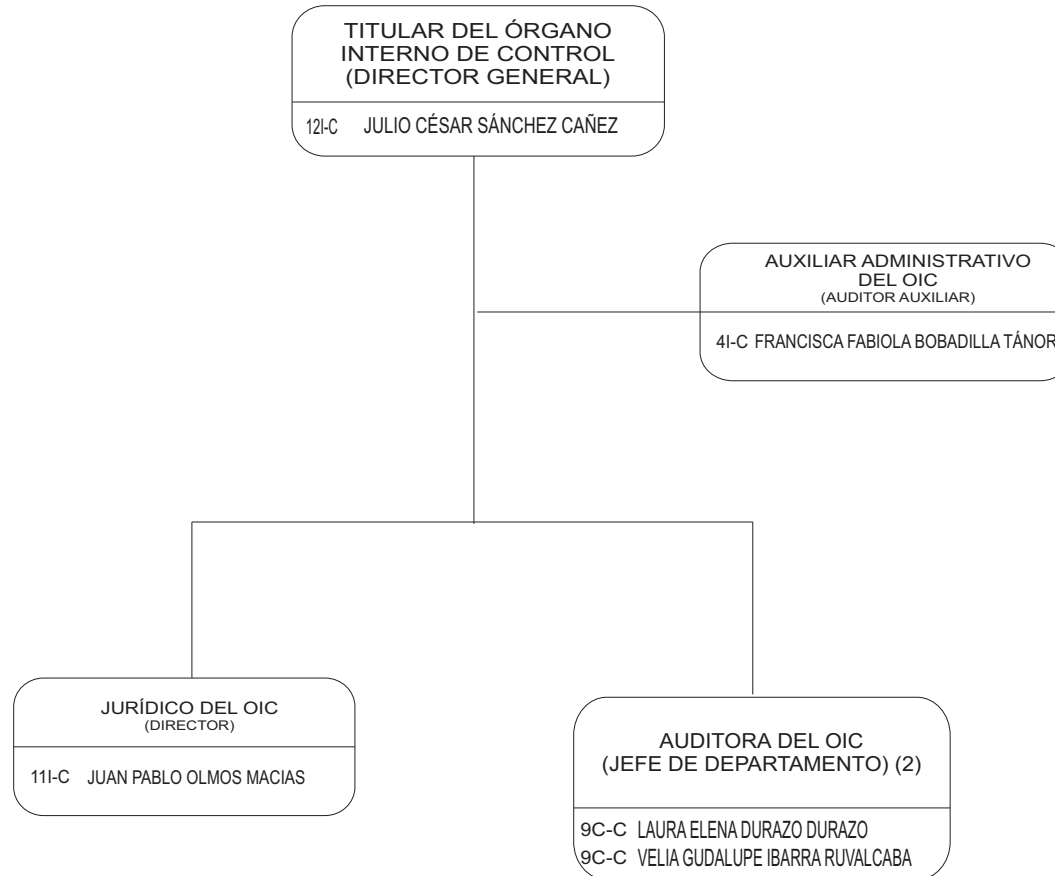 TITULAR DEL ÓRGANO
INTERNO DE CONTROL
(DIRECTOR GENERAL)
12I-C JULIO CÉSAR SÁNCHEZ CAÑEZ
AUXILIAR ADMINISTRATIVO
DEL OIC
(AUDITOR AUXILIAR)
4I-C FRANCISCA FABIOLA BOBADILLA TÁNOR
JURÍDICO DEL OIC
(DIRECTOR)
11I-C JUAN PABLO OLMOS MACIAS
AUDITORA DEL OIC
(JEFE DE DEPARTAMENTO) (2)
9C-C LAURA ELENA DURAZO DURAZO
9C-C VELIA GUDALUPE IBARRA RUVALCABA